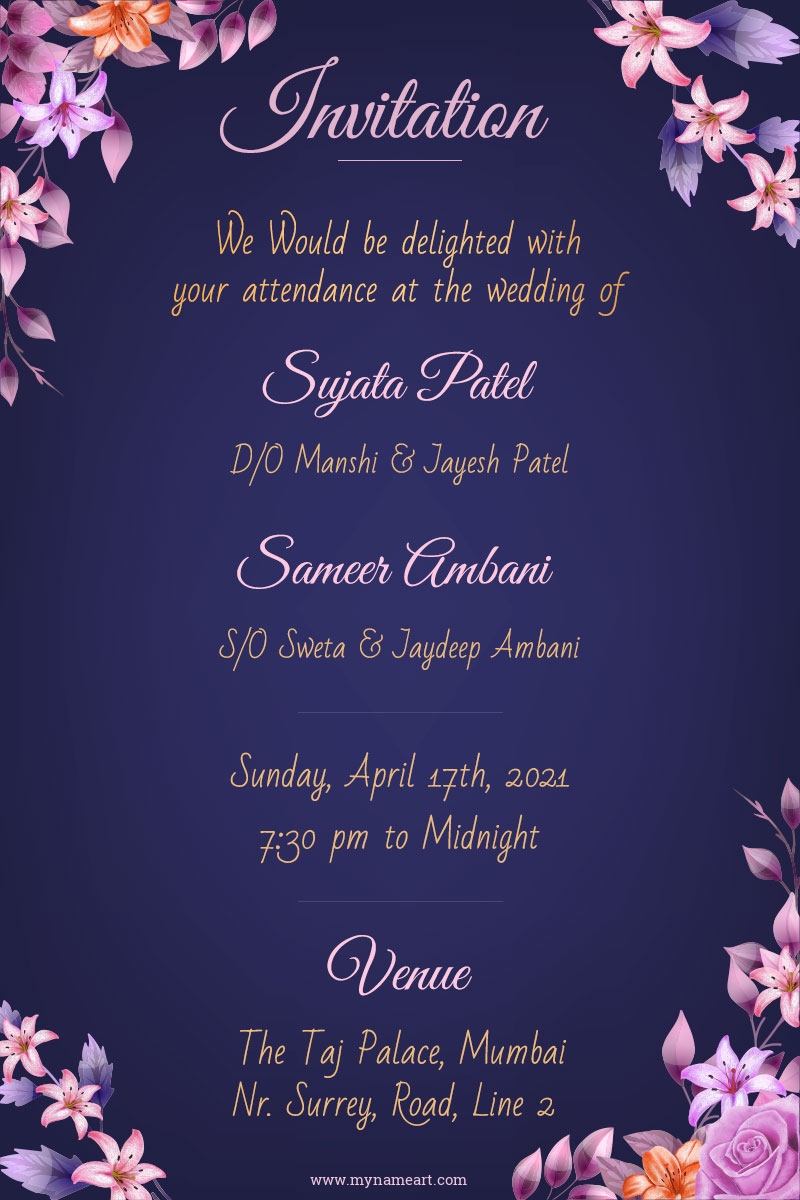 Invitation
We Would be delighted with
your attendance at the wedding of
Sujata Patel
D/O Manshi & Jayesh Patel
Sameer Ambani
S/O Sweta & Jaydeep Ambani
Sunday, April 17th, 2021
7:30 pm to Midnight
Venue
The Taj Palace, Mumbai
Nr. Surrey, Road, Line 2
www.mynameart.com